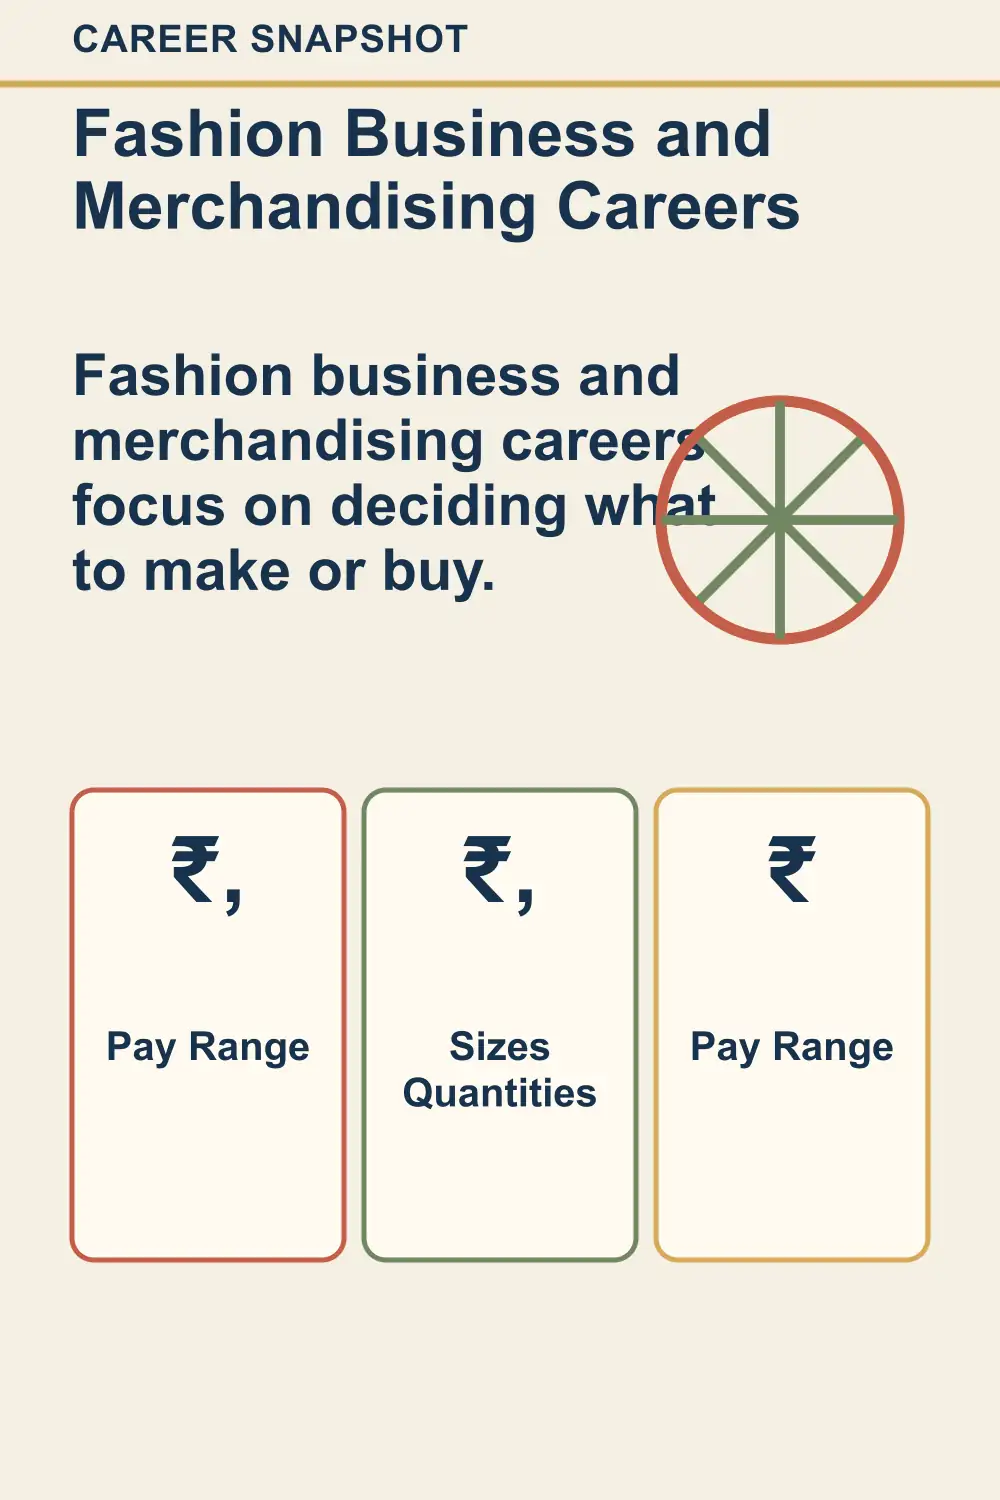 CAREER SNAPSHOT
Fashion Business and
Merchandising Careers
Fashion business and
merchandising careers
focus on deciding what
to make or buy.
₹,
Pay Range
₹,
Sizes
Quantities
₹
Pay Range